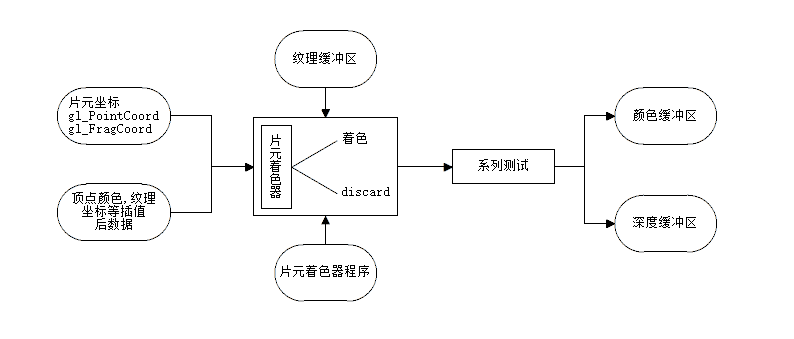 纹理缓冲区
片元坐标
gl_PointCoord
gl_FragCoord
顶点颜色,纹理
坐标等插值
后数据
片元着色器
着色
discard
片元着色器程序
系列测试
颜色缓冲区
深度缓冲区